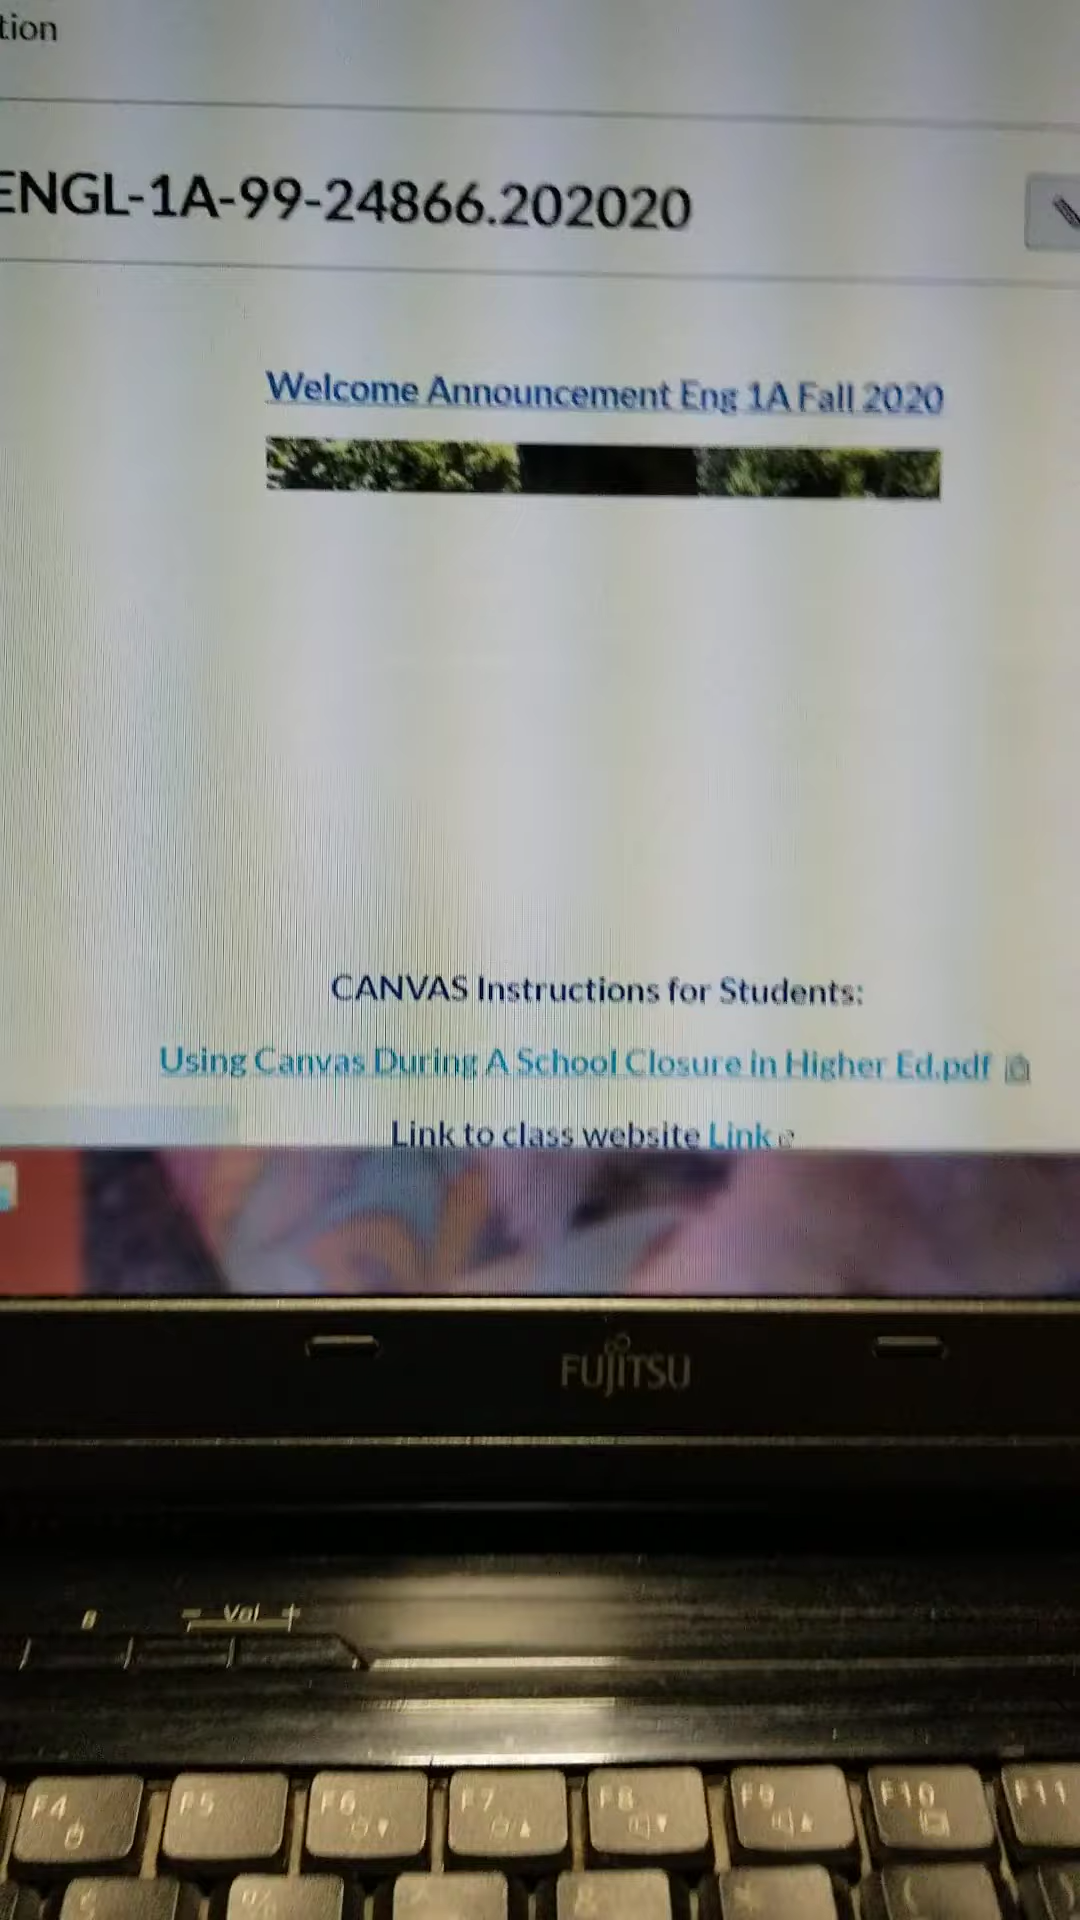 tion
ENGL-1A-99-24866.202020
Welcome Announcement Eng 1A Fall 2020
CANVAS Instructions for Students:
Using Canvas During A School Closure in Higher Ed.pdf
Link to class website Link
FUJITSU
- Vol +
F4 F5 F6 F7 F8 F9 F10 F11